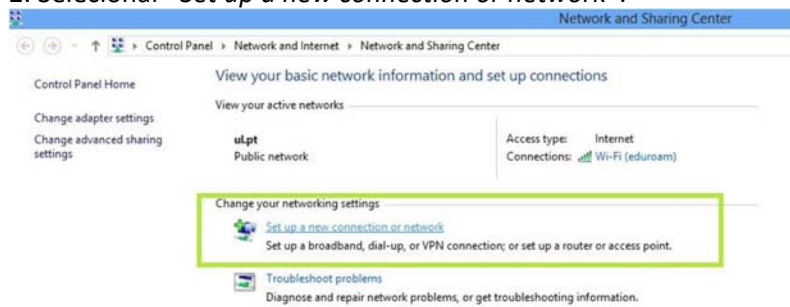 2. Selecionar "Set up a new connection or network".
Network and Sharing Center
Control Panel Network and Internet Network and Sharing Center
Control Panel Home
Change adapter settings
Change advanced sharing
settings
View your basic network information and set up connections
View your active networks
ul.pt
Public network
Access type: Internet
Connections: Wi-Fi (eduroam)
Change your networking settings
Set up a new connection or network
Set up a broadband, dial-up, or VPN connection; or set up a router or access point.
Troubleshoot problems
Diagnose and repair network problems, or get troubleshooting information.